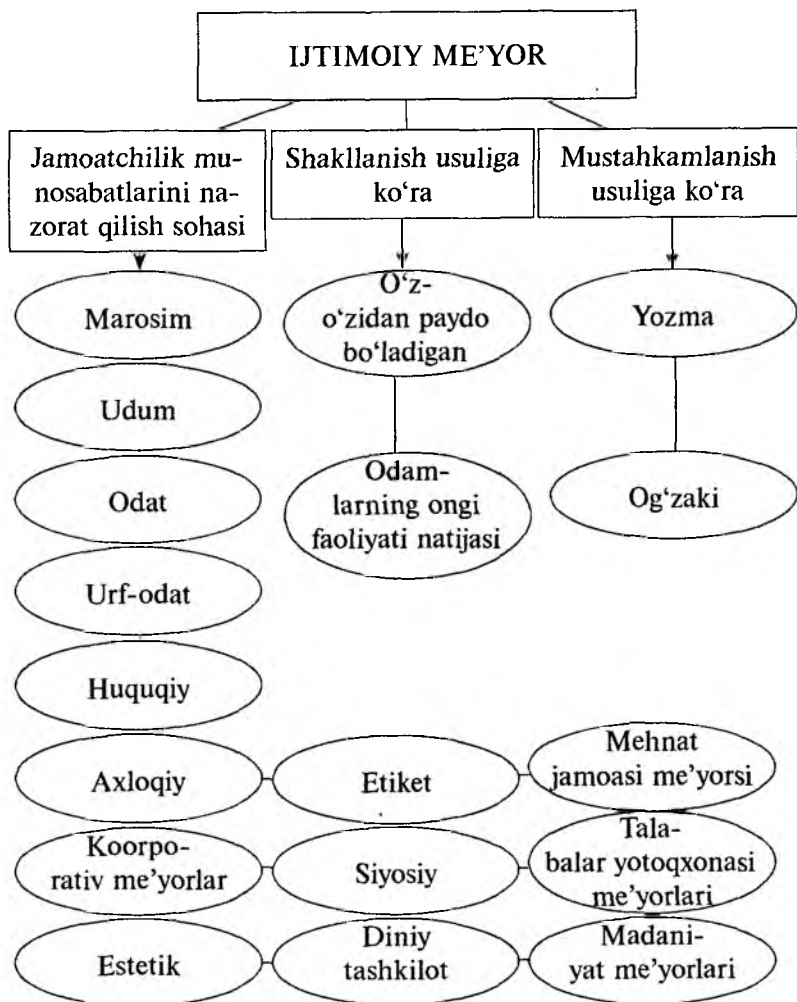 IJTIMOIY ME’YOR
Jamoatchilik mu-
nosabatlarini na-
zorat qilish sohasi
Shakllanish usuliga
ko‘ra
Mustahkamlanish
usuliga ko‘ra
Marosim
O‘z-
o‘zidan paydo
bo‘ladigan
Yozma
Udum
Odat
Odam-
larning ongi
faoliyati natijasi
Og‘zaki
Urf-odat
Huquqiy
Axloqiy
Etiket
Mehnat
jamoasi me’yorsi
Koorpo-
rativ me’yorlar
Siyosiy
Tala-
balar yotoqxonasi
me’yorlari
Estetik
Diniy
tashkilot
Madani-
yat me’yorlari